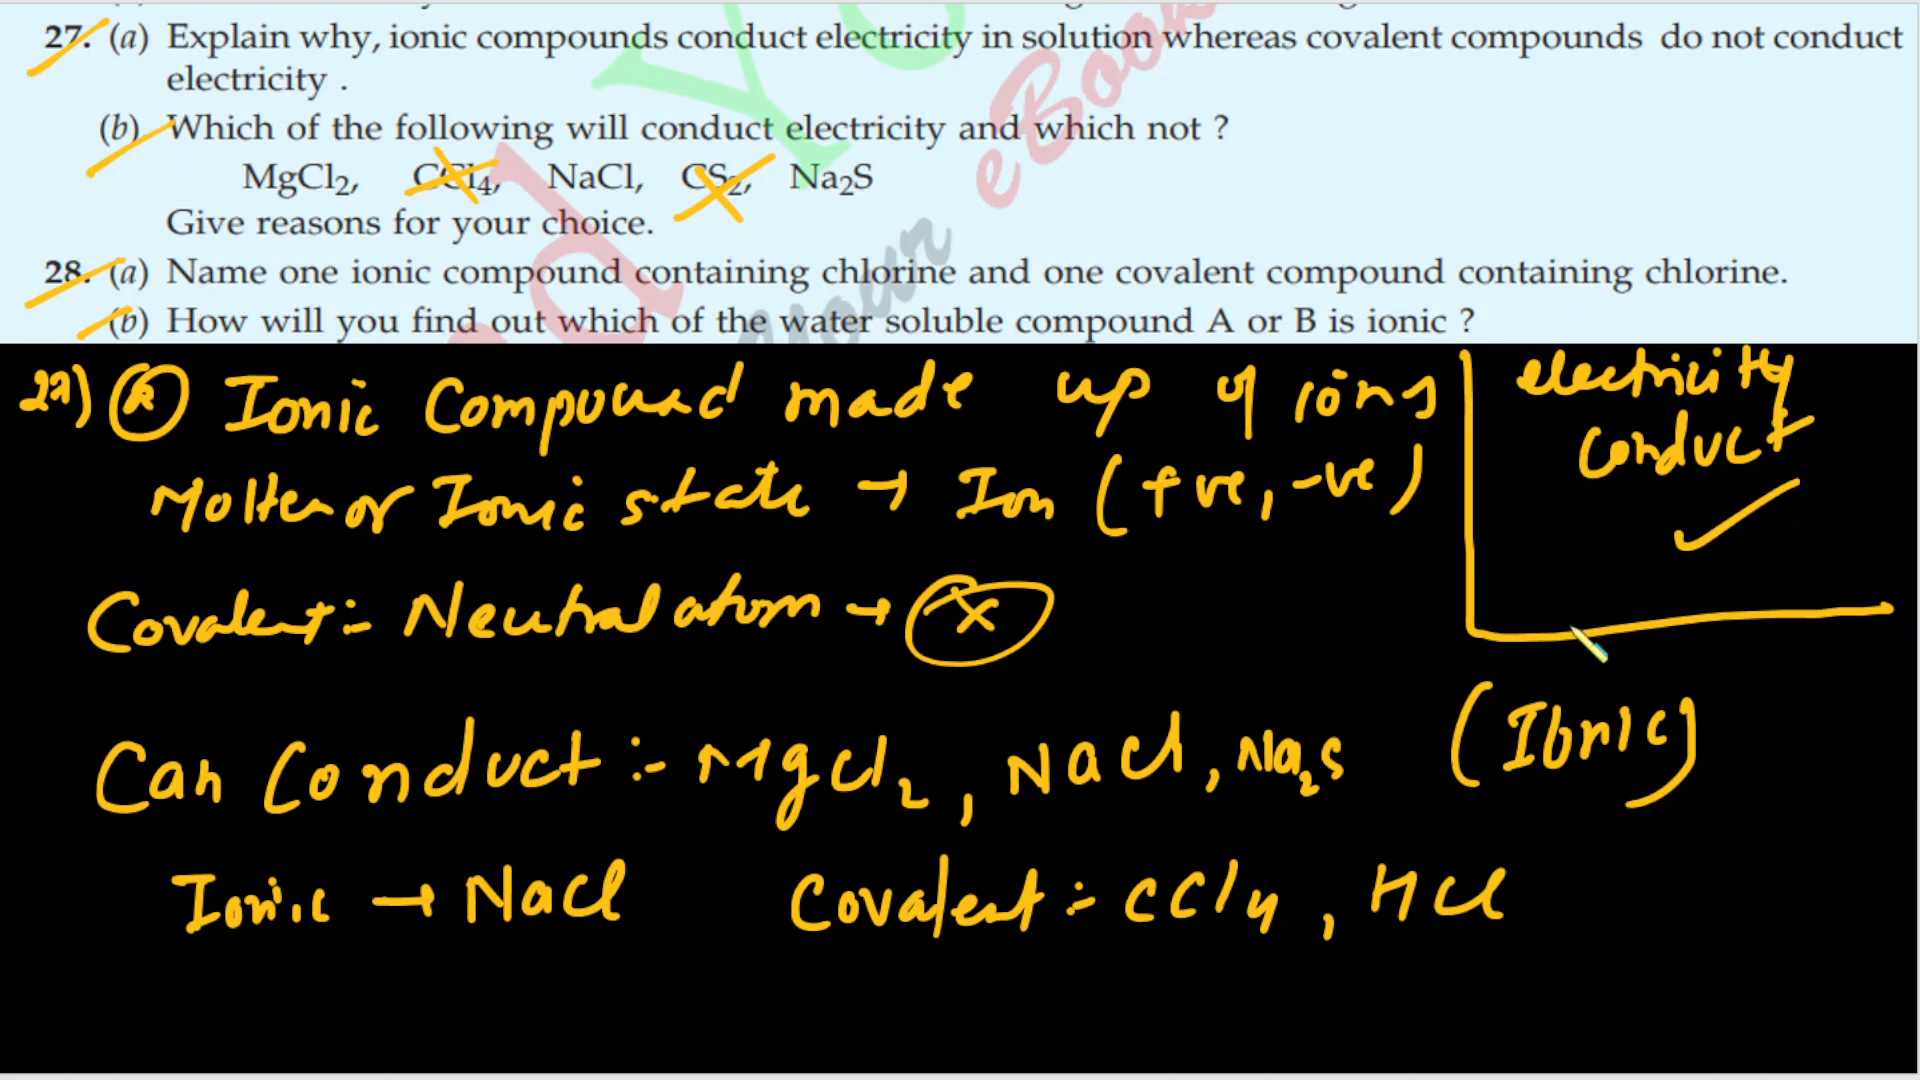 27. (a) Explain why, ionic compounds conduct electricity in solution whereas covalent compounds do not conduct
electricity .
(b) Which of the following will conduct electricity and which not ?
MgCl₂, CCl₄, NaCl, CS₂, Na₂S
Give reasons for your choice.
28. (a) Name one ionic compound containing chlorine and one covalent compound containing chlorine.
(b) How will you find out which of the water soluble compound A or B is ionic ?
27) Ionic Compound made up of ions
electricity
conduct
Molten or Ionic state → Ion (+ve, -ve)
Covalent :- Neutral atom → X
Can Conduct :- MgCl₂, NaCl, Na₂S (Ionic)
Ionic → NaCl Covalent :- CCl4, HCl
eBook
Your